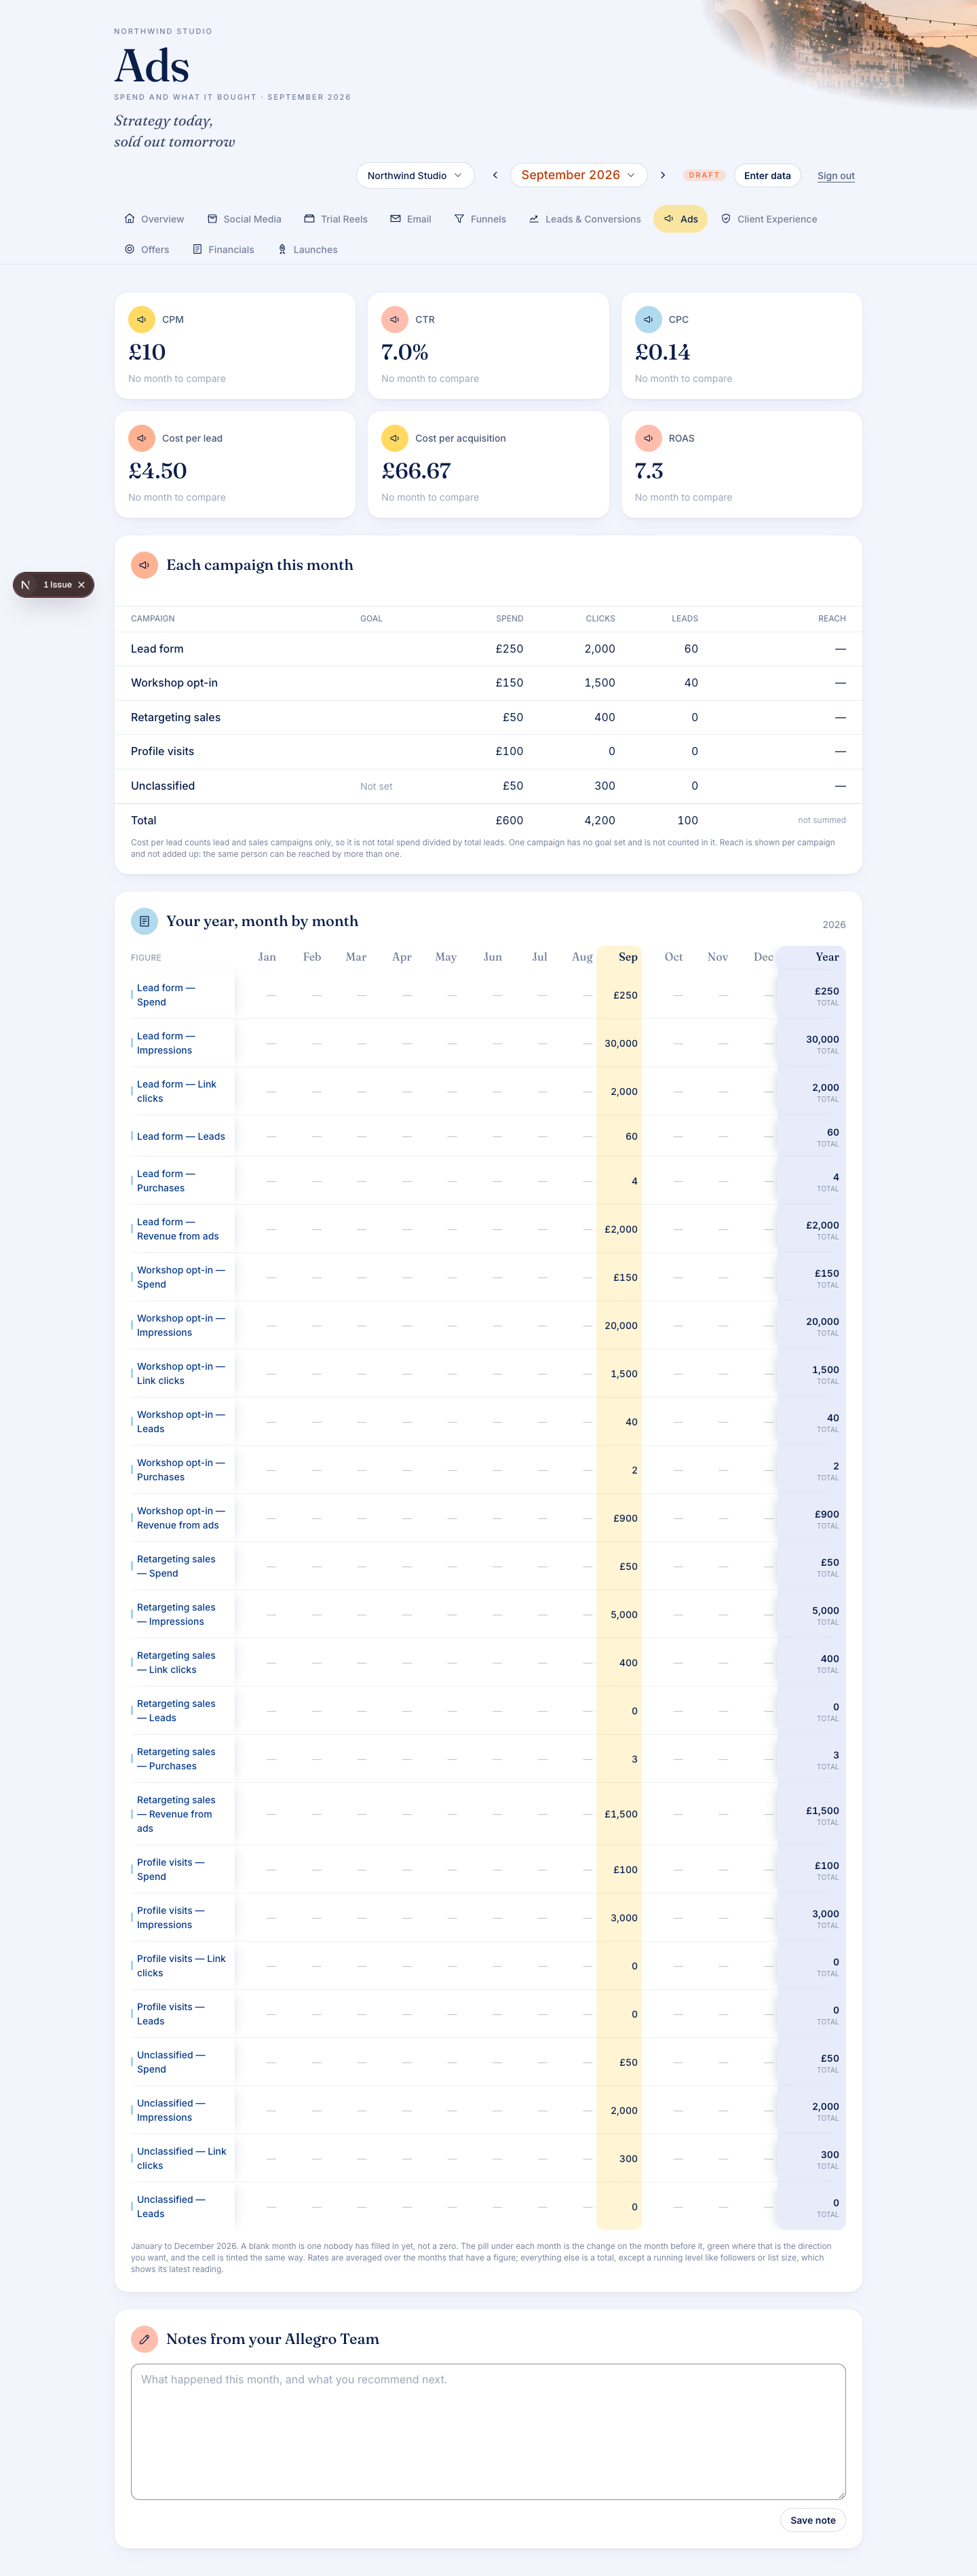 NORTHWIND STUDIO
Ads
SPEND AND WHAT IT BOUGHT · SEPTEMBER 2026
Strategy today,
sold out tomorrow
Northwind Studio
September 2026
DRAFT
Enter data
Sign out
Overview
Social Media
Trial Reels
Email
Funnels
Leads & Conversions
Ads
Client Experience
Offers
Financials
Launches
CPM
£10
No month to compare
CTR
7.0%
No month to compare
CPC
£0.14
No month to compare
Cost per lead
£4.50
No month to compare
Cost per acquisition
£66.67
No month to compare
ROAS
7.3
No month to compare
N 1 Issue
Each campaign this month
CAMPAIGN GOAL SPEND CLICKS LEADS REACH
Lead form £250 2,000 60 —
Workshop opt-in £150 1,500 40 —
Retargeting sales £50 400 0 —
Profile visits £100 0 0 —
Unclassified Not set £50 300 0 —
Total £600 4,200 100 not summed
Cost per lead counts lead and sales campaigns only, so it is not total spend divided by total leads. One campaign has no goal set and is not counted in it. Reach is shown per campaign
and not added up: the same person can be reached by more than one.
Your year, month by month
2026
FIGURE Jan Feb Mar Apr May Jun Jul Aug Sep Oct Nov Dec Year
Lead form —
Spend
— — — — — — — — £250 — — — £250
TOTAL
Lead form —
Impressions
— — — — — — — — 30,000 — — — 30,000
TOTAL
Lead form — Link
clicks
— — — — — — — — 2,000 — — — 2,000
TOTAL
Lead form — Leads
— — — — — — — — 60 — — — 60
TOTAL
Lead form —
Purchases
— — — — — — — — 4 — — — 4
TOTAL
Lead form —
Revenue from ads
— — — — — — — — £2,000 — — — £2,000
TOTAL
Workshop opt-in —
Spend
— — — — — — — — £150 — — — £150
TOTAL
Workshop opt-in —
Impressions
— — — — — — — — 20,000 — — — 20,000
TOTAL
Workshop opt-in —
Link clicks
— — — — — — — — 1,500 — — — 1,500
TOTAL
Workshop opt-in —
Leads
— — — — — — — — 40 — — — 40
TOTAL
Workshop opt-in —
Purchases
— — — — — — — — 2 — — — 2
TOTAL
Workshop opt-in —
Revenue from ads
— — — — — — — — £900 — — — £900
TOTAL
Retargeting sales
— Spend
— — — — — — — — £50 — — — £50
TOTAL
Retargeting sales
— Impressions
— — — — — — — — 5,000 — — — 5,000
TOTAL
Retargeting sales
— Link clicks
— — — — — — — — 400 — — — 400
TOTAL
Retargeting sales
— Leads
— — — — — — — — 0 — — — 0
TOTAL
Retargeting sales
— Purchases
— — — — — — — — 3 — — — 3
TOTAL
Retargeting sales
— Revenue from
ads
— — — — — — — — £1,500 — — — £1,500
TOTAL
Profile visits —
Spend
— — — — — — — — £100 — — — £100
TOTAL
Profile visits —
Impressions
— — — — — — — — 3,000 — — — 3,000
TOTAL
Profile visits — Link
clicks
— — — — — — — — 0 — — — 0
TOTAL
Profile visits —
Leads
— — — — — — — — 0 — — — 0
TOTAL
Unclassified —
Spend
— — — — — — — — £50 — — — £50
TOTAL
Unclassified —
Impressions
— — — — — — — — 2,000 — — — 2,000
TOTAL
Unclassified — Link
clicks
— — — — — — — — 300 — — — 300
TOTAL
Unclassified —
Leads
— — — — — — — — 0 — — — 0
TOTAL
January to December 2026. A blank month is one nobody has filled in yet, not a zero. The pill under each month is the change on the month before it, green where that is the direction
you want, and the cell is tinted the same way. Rates are averaged over the months that have a figure; everything else is a total, except a running level like followers or list size, which
shows its latest reading.
Notes from your Allegro Team
What happened this month, and what you recommend next.
Save note